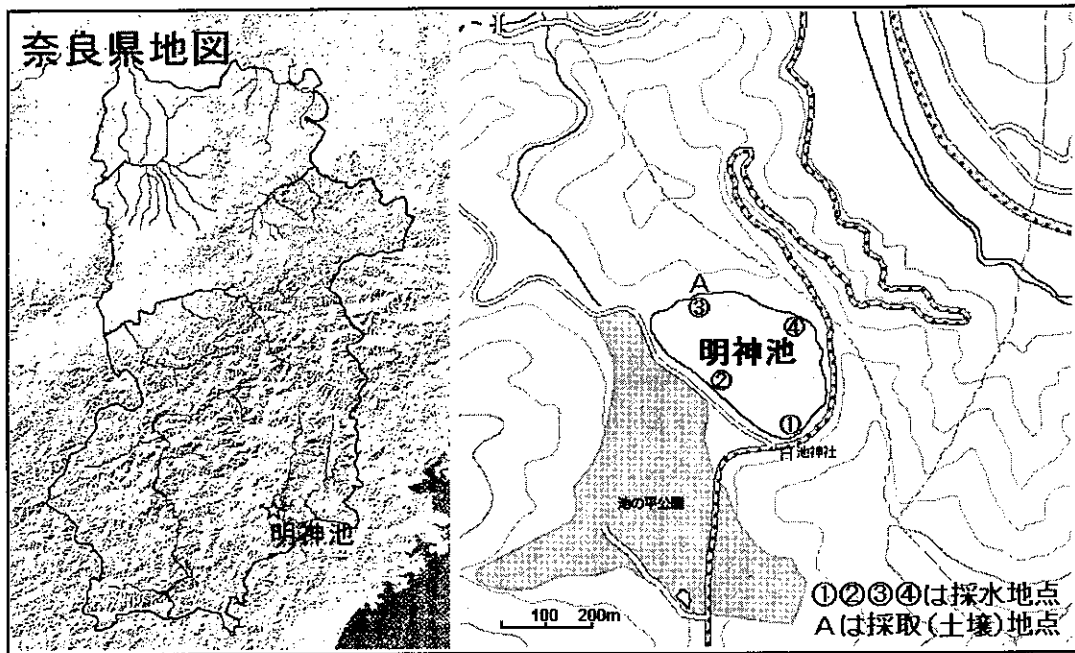 奈良県地図
明神池
北
A
③
④
明神池
②
①
池神社
池の平公園
100 200m
①②③④は採水地点
Aは採取(土壌)地点